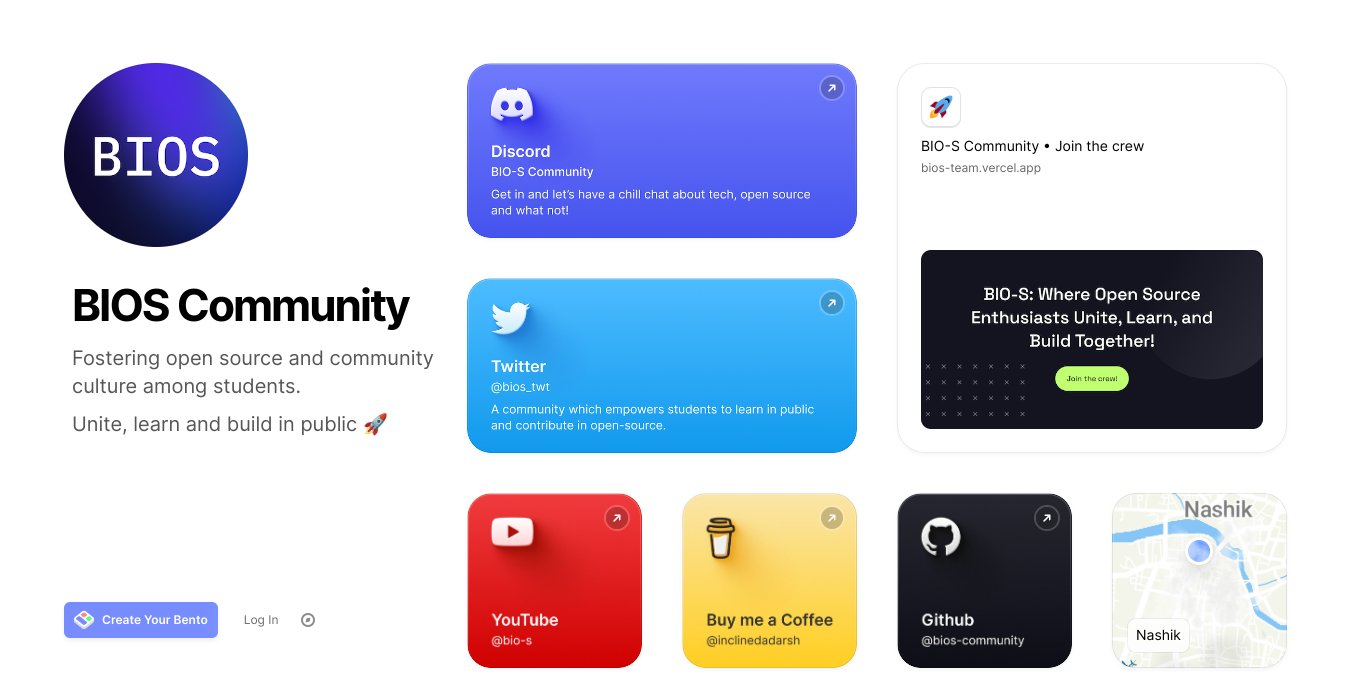 BIOS
BIOS Community
Fostering open source and community
culture among students.
Unite, learn and build in public 🚀
Create Your Bento
Log In
Discord
BIO-S Community
Get in and let’s have a chill chat about tech, open source
and what not!
Twitter
@bios_twt
A community which empowers students to learn in public
and contribute in open-source.
BIO-S Community • Join the crew
bios-team.vercel.app
BIO-S: Where Open Source
Enthusiasts Unite, Learn, and
Build Together!
Join the crew!
YouTube
@bio-s
Buy me a Coffee
@inclinedadarsh
Github
@bios-community
Nashik
Nashik